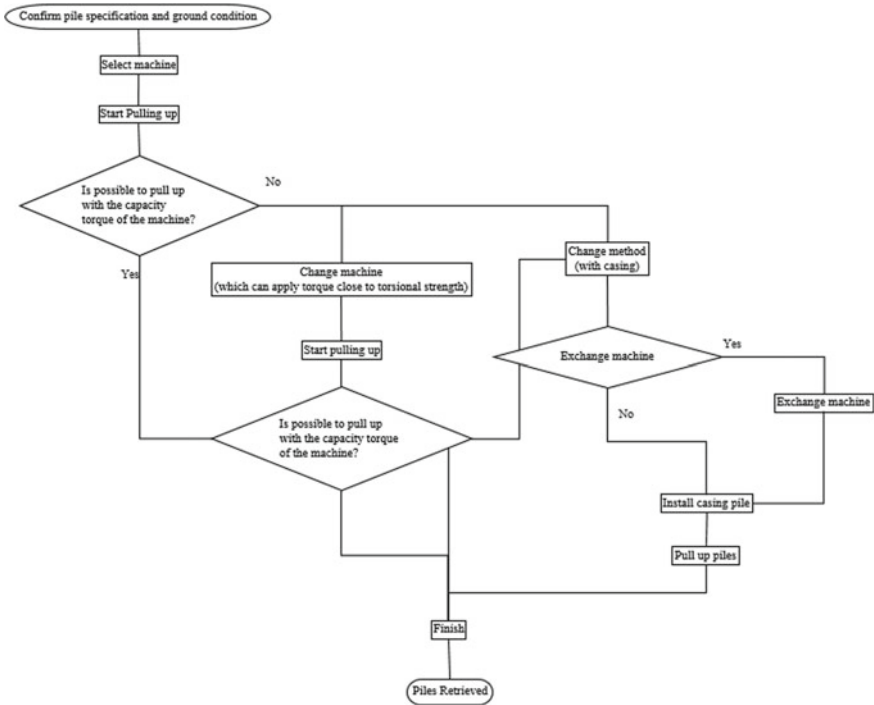 Confirm pile specification and ground condition
Select machine
Start Pulling up
Is possible to pull up
with the capacity
torque of the machine?
No
Yes
Change machine
(which can apply torque close to torsional strength)
Change method
(with casing)
Start pulling up
Exchange machine
Yes
No
Exchange machine
Is possible to pull up
with the capacity torque
of the machine?
Install casing pile
Pull up piles
Finish
Piles Retrieved